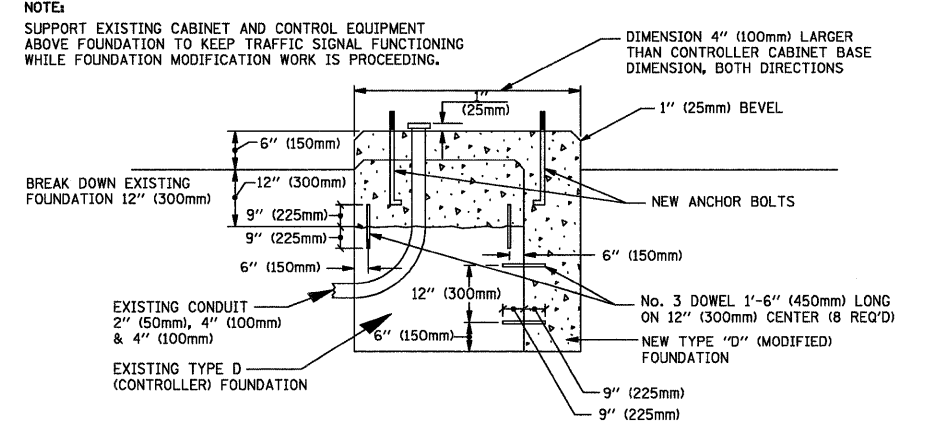 NOTE:
SUPPORT EXISTING CABINET AND CONTROL EQUIPMENT
ABOVE FOUNDATION TO KEEP TRAFFIC SIGNAL FUNCTIONING
WHILE FOUNDATION MODIFICATION WORK IS PROCEEDING.
DIMENSION 4" (100mm) LARGER
THAN CONTROLLER CABINET BASE
DIMENSION, BOTH DIRECTIONS
1"
(25mm)
1" (25mm) BEVEL
6" (150mm)
BREAK DOWN EXISTING
FOUNDATION 12" (300mm)
12" (300mm)
9" (225mm)
9" (225mm)
6" (150mm)
NEW ANCHOR BOLTS
6" (150mm)
12" (300mm)
6" (150mm)
EXISTING CONDUIT
2" (50mm), 4" (100mm)
& 4" (100mm)
No. 3 DOWEL 1'-6" (450mm) LONG
ON 12" (300mm) CENTER (8 REQ'D)
NEW TYPE "D" (MODIFIED)
FOUNDATION
EXISTING TYPE D
(CONTROLLER) FOUNDATION
9" (225mm)
9" (225mm)